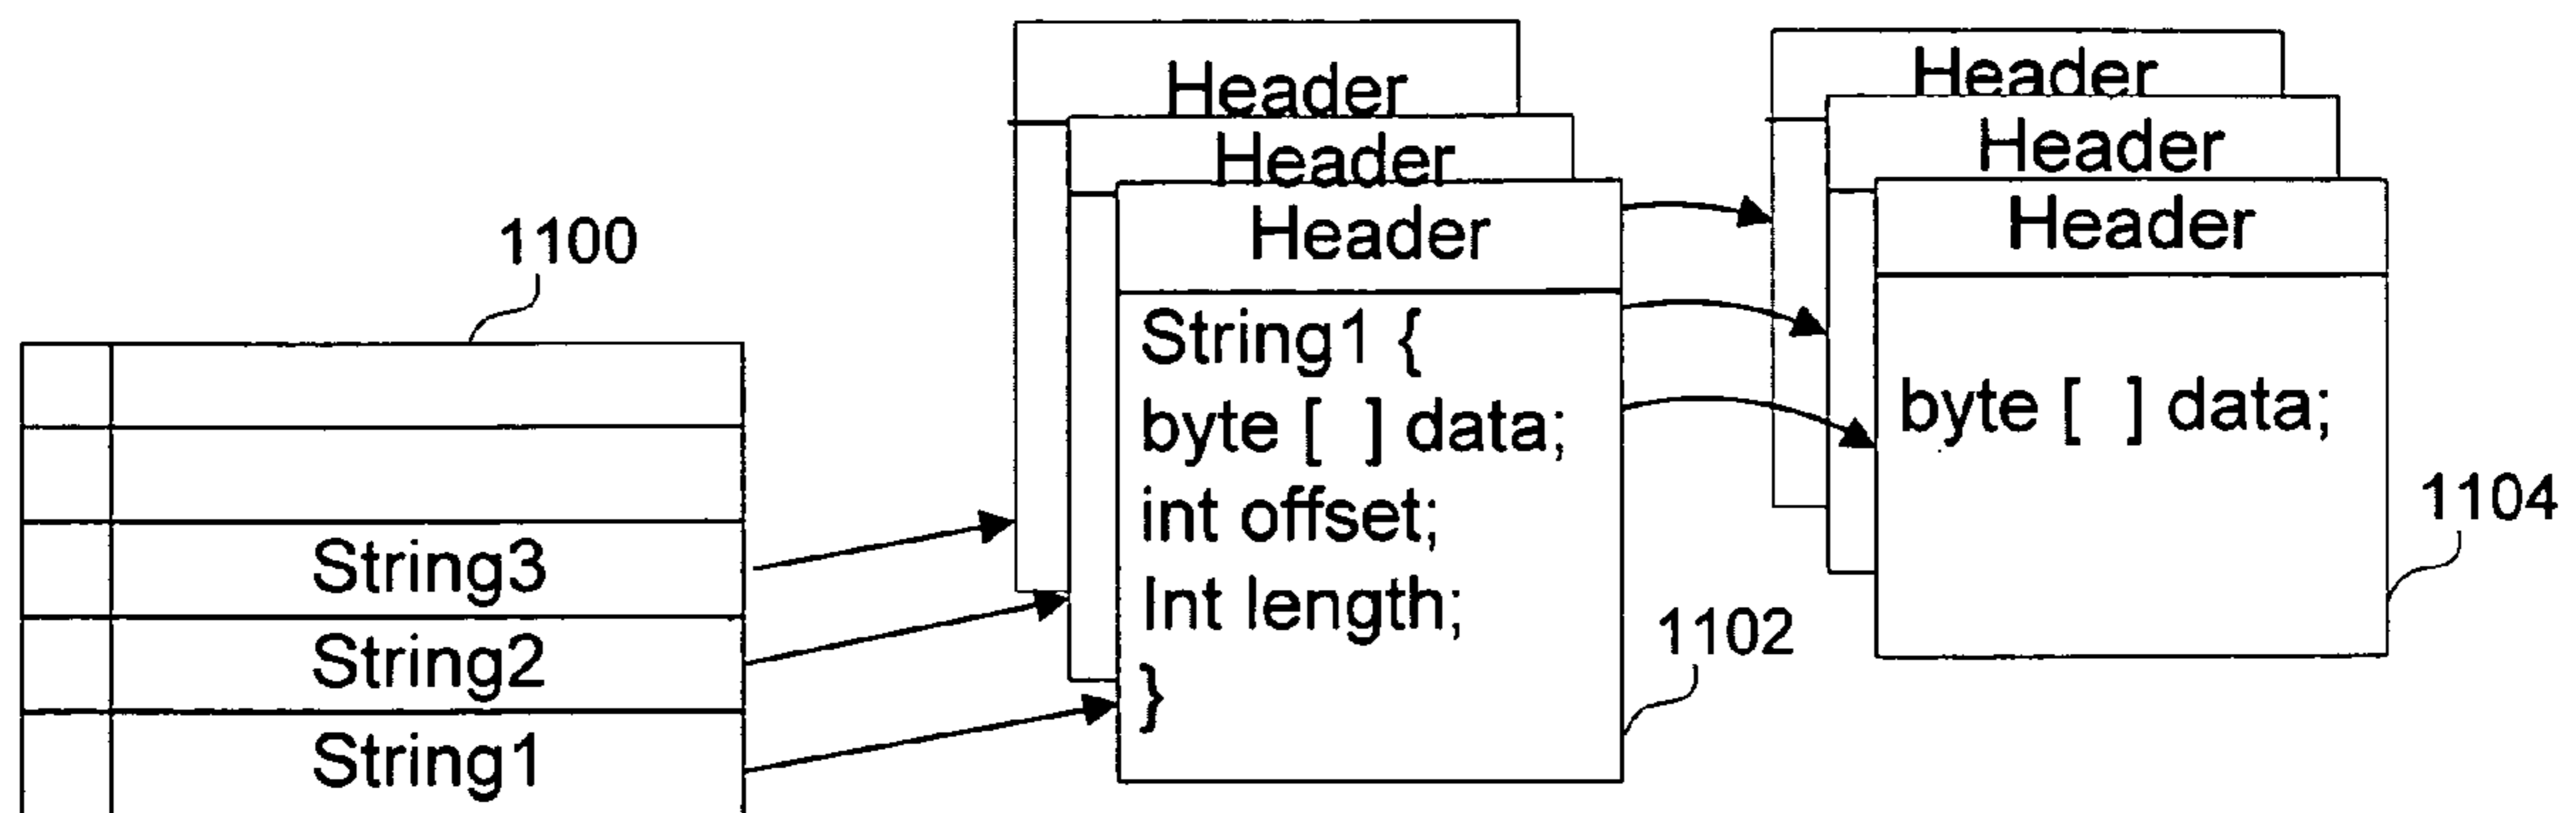 1100
String3
String2
String1
Header
Header
Header
String1 {
byte [ ] data;
int offset;
Int length;
}
1102
Header
Header
Header
byte [ ] data;
1104